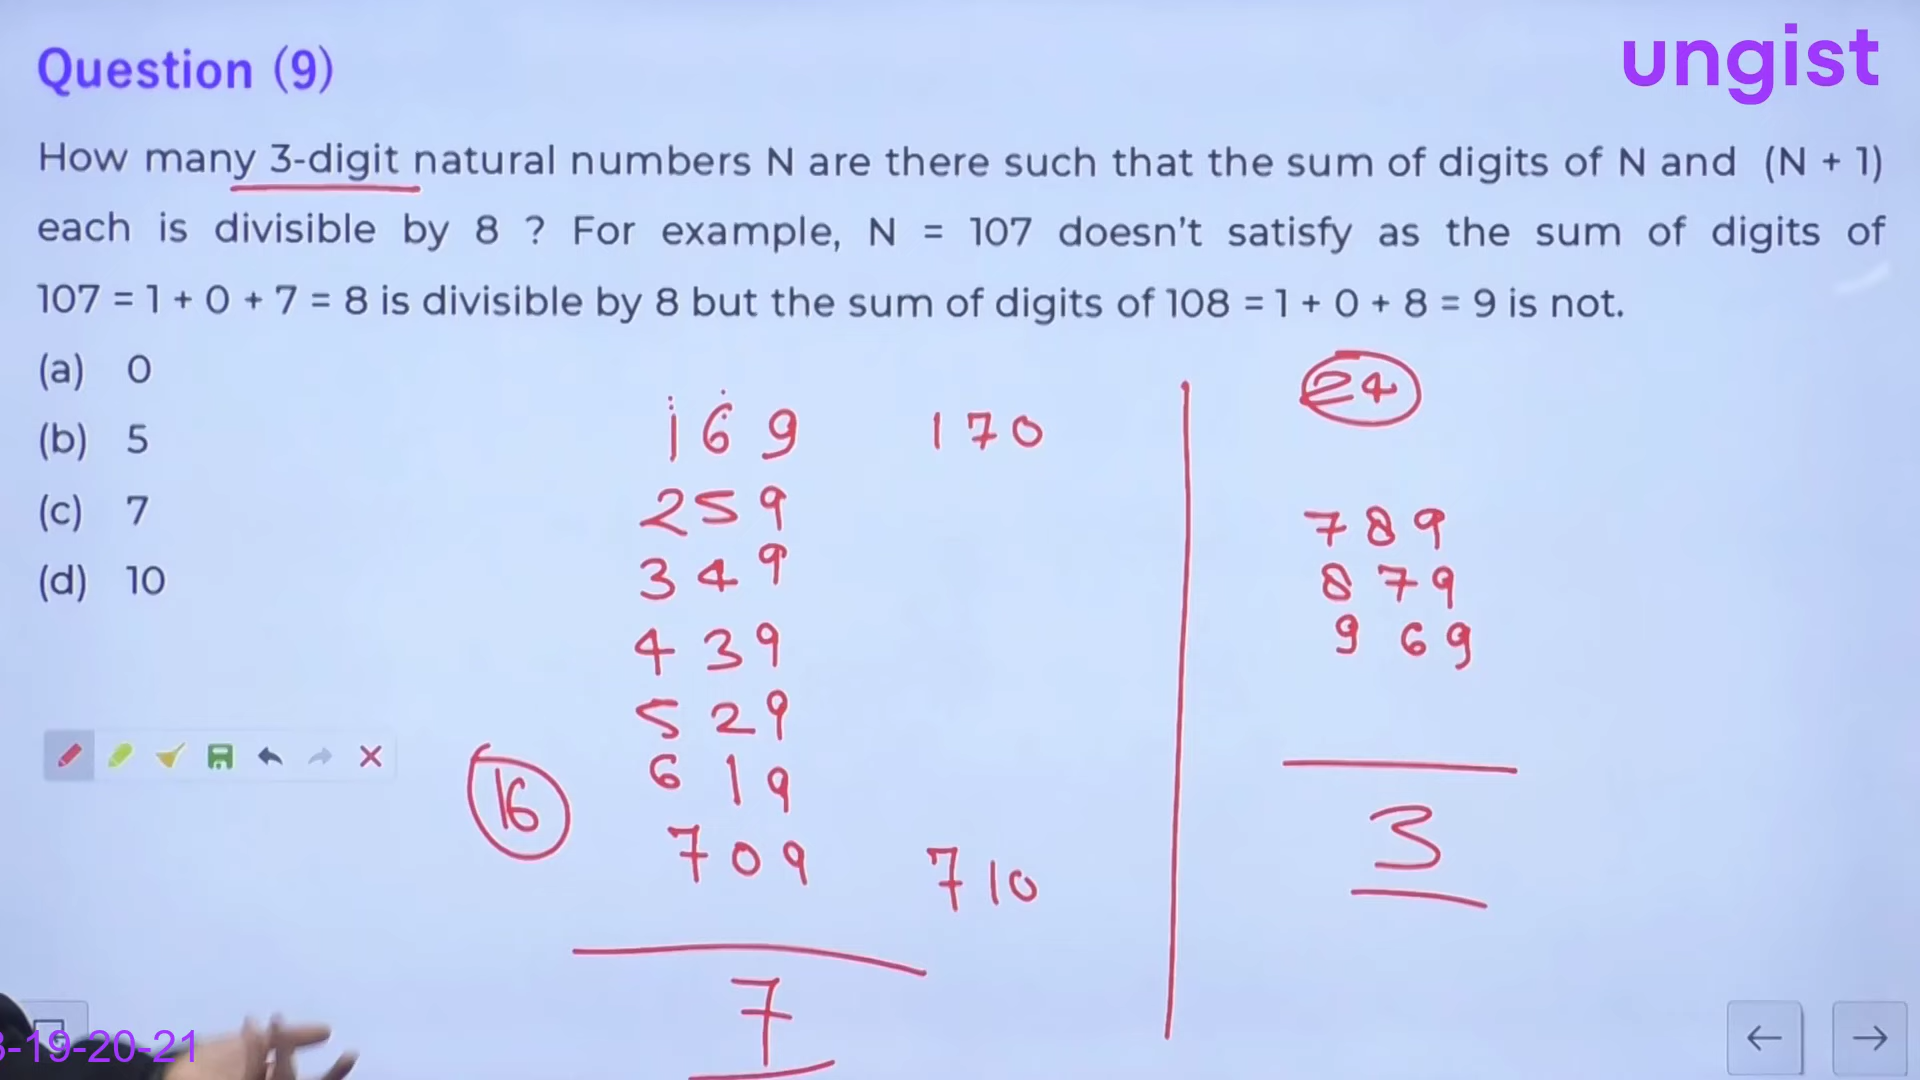 Question (9)
ungist
How many 3-digit natural numbers N are there such that the sum of digits of N and (N + 1)
each is divisible by 8 ? For example, N = 107 doesn't satisfy as the sum of digits of
107 = 1 + 0 + 7 = 8 is divisible by 8 but the sum of digits of 108 = 1 + 0 + 8 = 9 is not.
(a) 0
(b) 5
(c) 7
(d) 10
169 170
259
349
439
529
619
709 710
16
7
24
789
879
969
3
-19-20-21